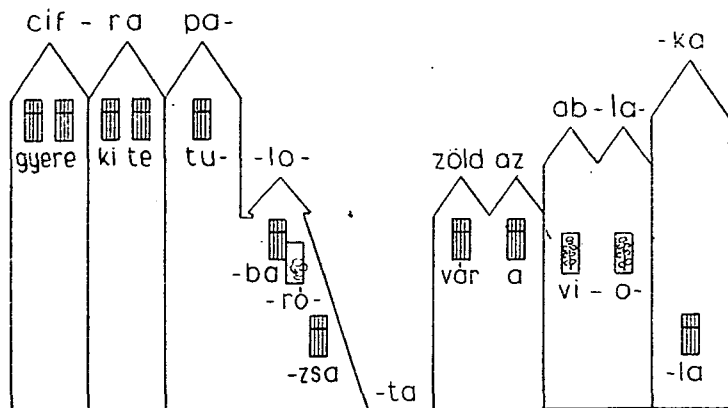 cif - ra pa-
-ka
ab - la-
gyere ki te tu- -lo- zöld az
-ba vár a vi - o-
-ró-
-zsa -la
-ta